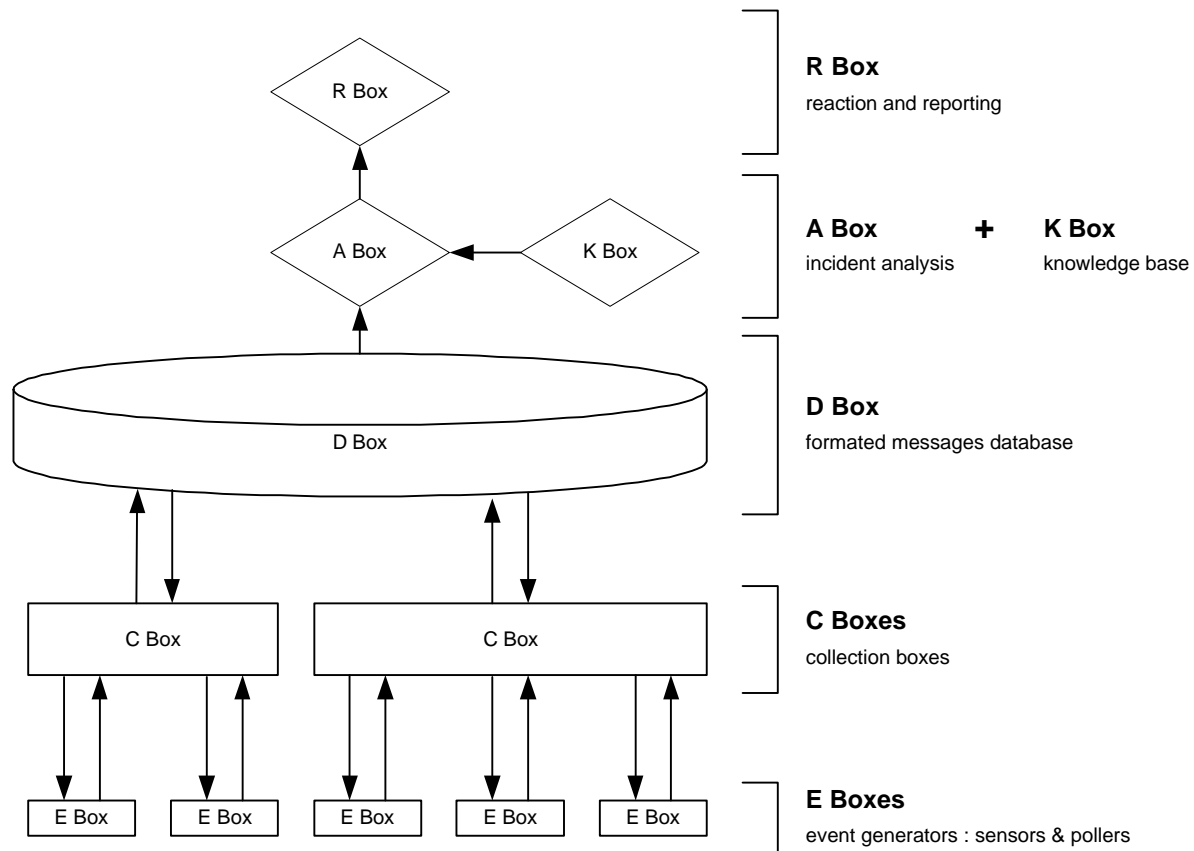 R Box
A Box
K Box
D Box
C Box
C Box
E Box
E Box
E Box
E Box
E Box
R Box
reaction and reporting
A Box + K Box
incident analysis knowledge base
D Box
formated messages database
C Boxes
collection boxes
E Boxes
event generators : sensors & pollers